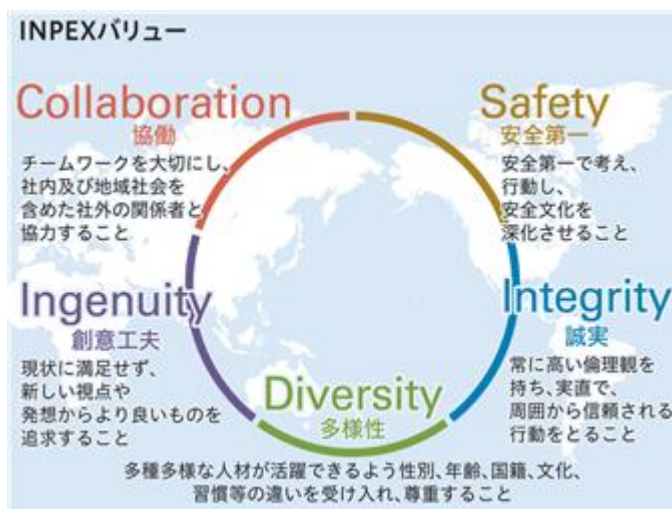 INPEXバリュー
Collaboration
協働
チームワークを大切にし、
社内及び地域社会を
含めた社外の関係者と
協力すること
Safety
安全第一
安全第一で考え、
行動し、
安全文化を
深化させること
Ingenuity
創意工夫
現状に満足せず、
新しい視点や
発想からより良いものを
追求すること
Integrity
誠実
常に高い倫理観を
持ち、実直で、
周囲から信頼される
行動をとること
Diversity
多様性
多種多様な人材が活躍できるよう性別、年齢、国籍、文化、
習慣等の違いを受け入れ、尊重すること